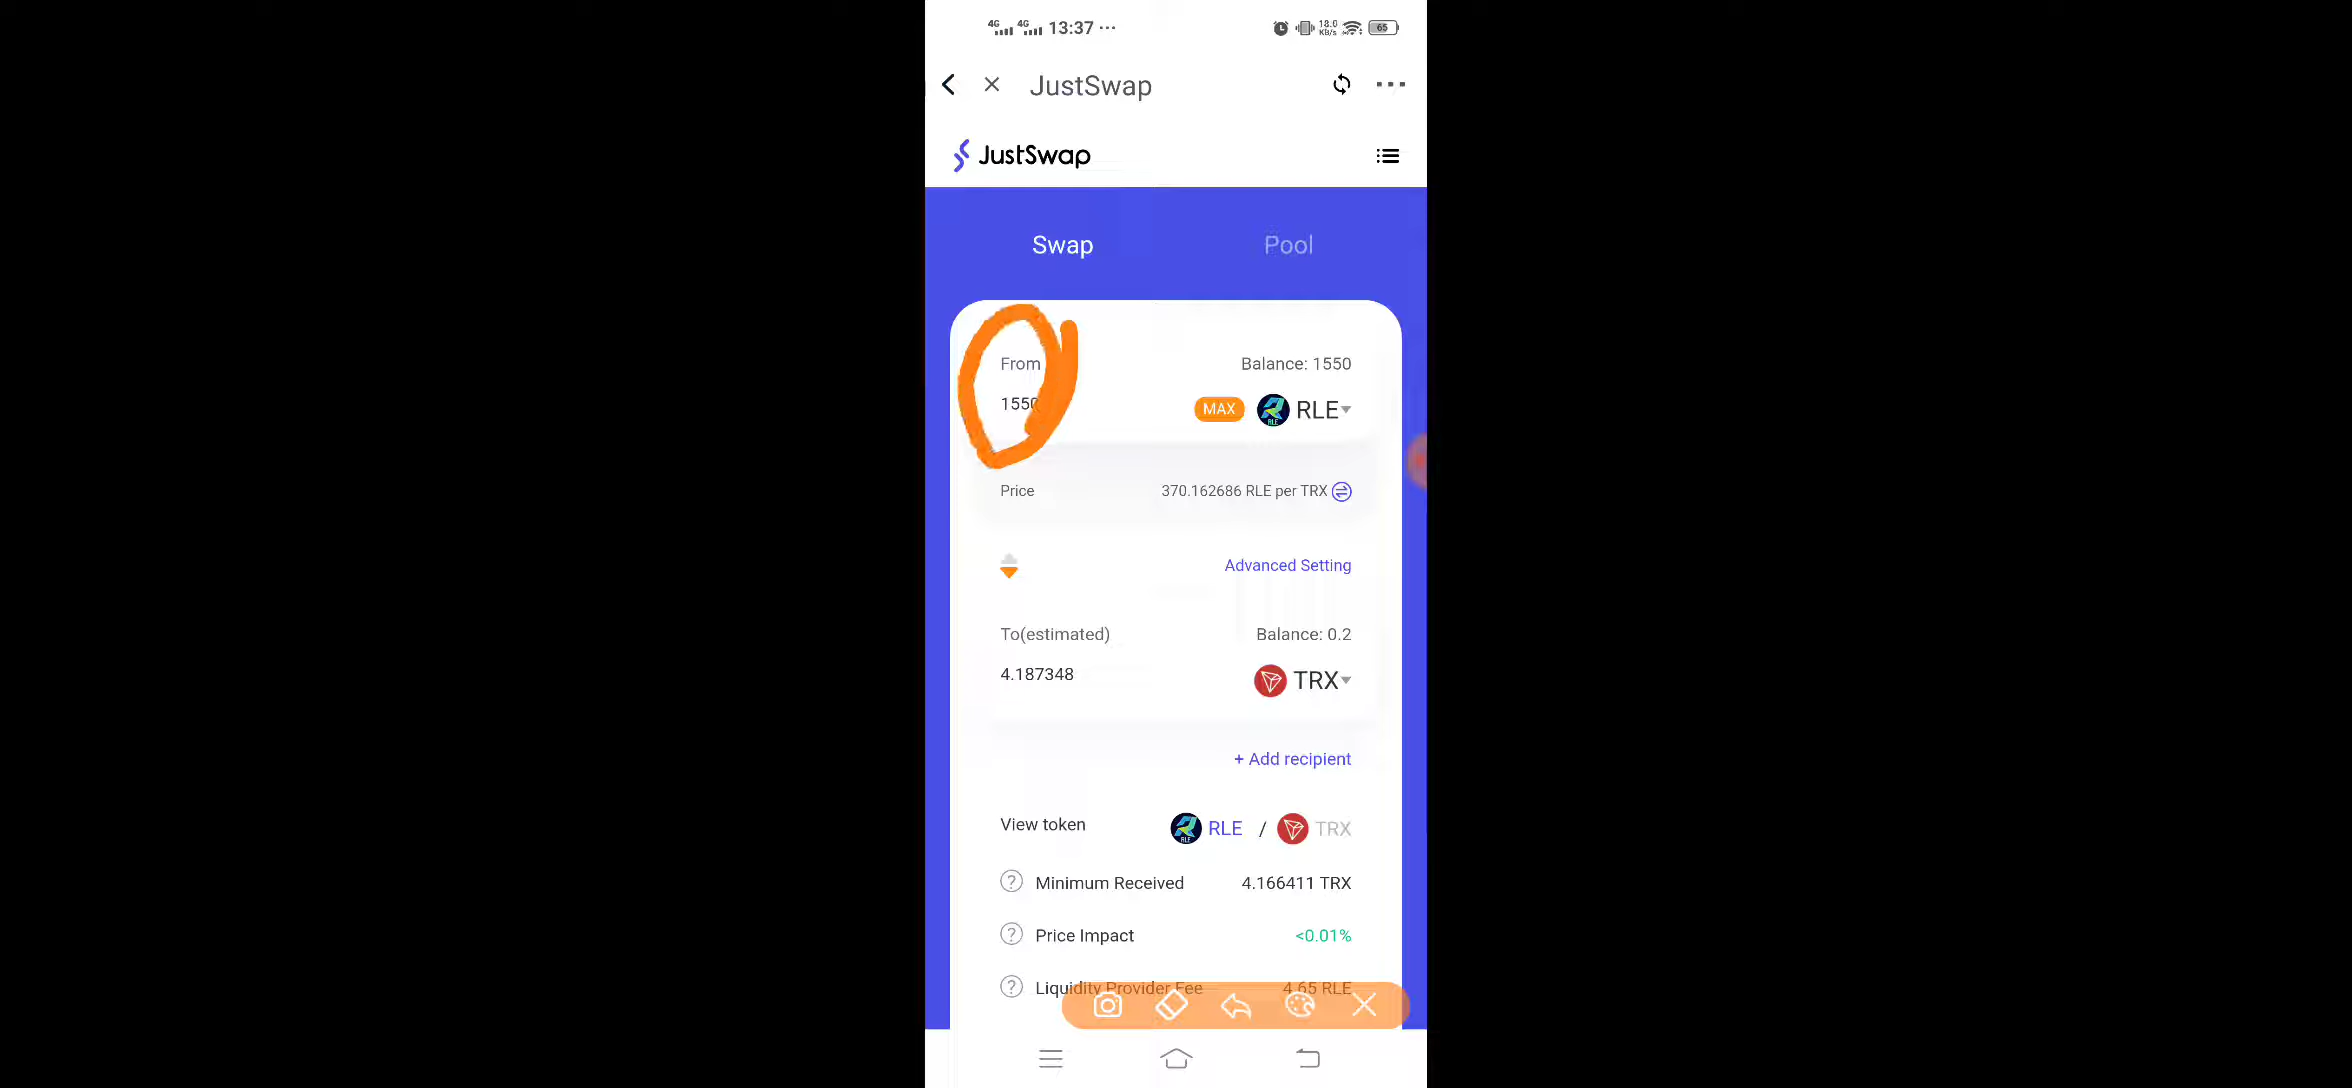 4G 4G 13:37 ··· 18.0 KB/s 65
JustSwap
JustSwap
Swap Pool
From Balance: 1550
1550 MAX RLE
Price 370.162686 RLE per TRX
Advanced Setting
To(estimated) Balance: 0.2
4.187348 TRX
+ Add recipient
View token RLE / TRX
? Minimum Received 4.166411 TRX
? Price Impact <0.01%
? Liquidity Provider Fee 4.65 RLE